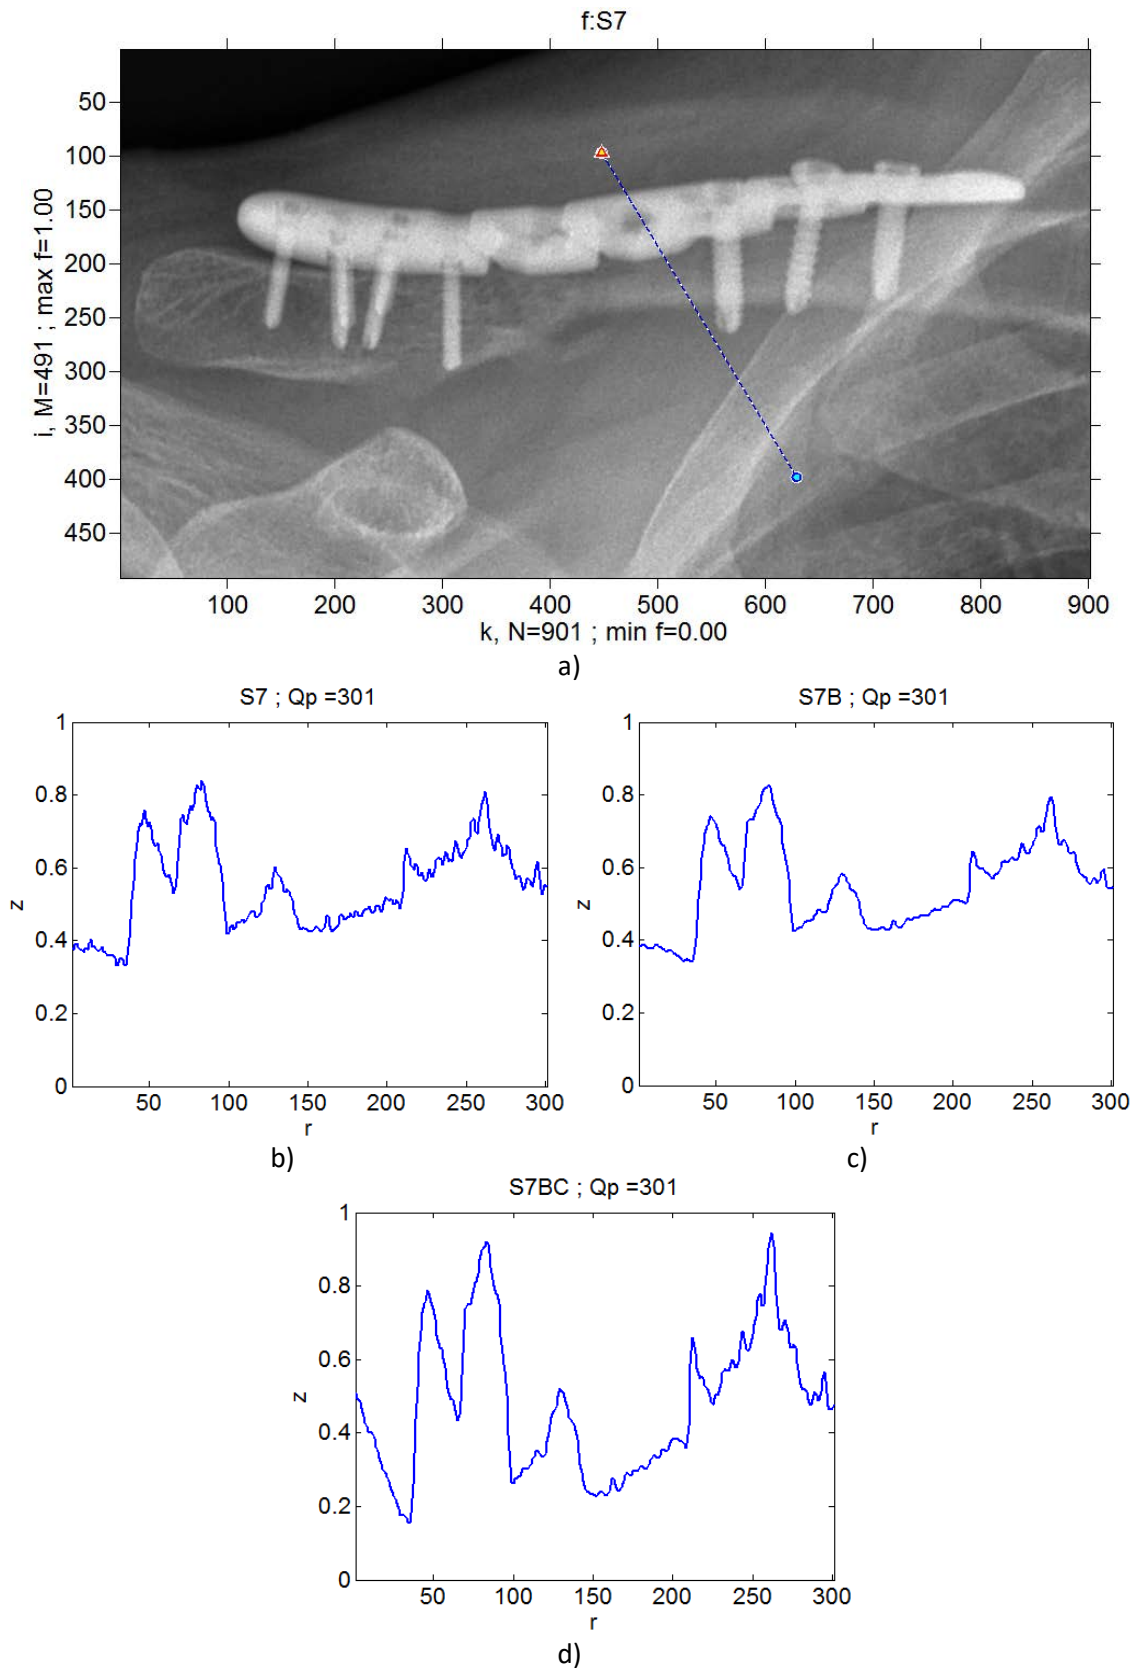 f:S7
50
100
150
200
250
300
350
400
450
i, M=491 ; max f=1.00
100 200 300 400 500 600 700 800 900
k, N=901 ; min f=0.00
a)
S7 ; Qp =301
1
0.8
0.6
0.4
0.2
0
z
50 100 150 200 250 300
r
b)
S7B ; Qp =301
1
0.8
0.6
0.4
0.2
0
z
50 100 150 200 250 300
r
c)
S7BC ; Qp =301
1
0.8
0.6
0.4
0.2
0
z
50 100 150 200 250 300
r
d)